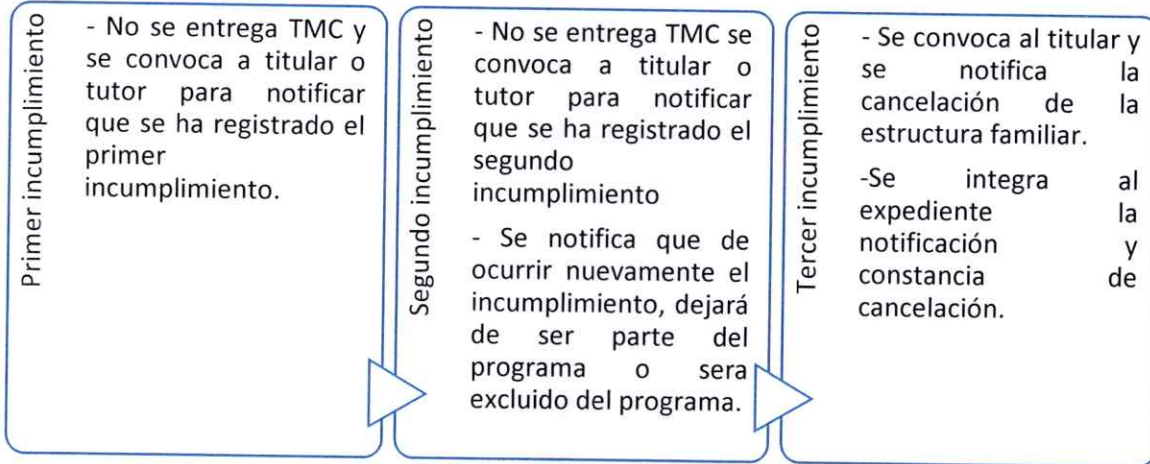 Primer incumplimiento
- No se entrega TMC y
se convoca a titular o
tutor para notificar
que se ha registrado el
primer
incumplimiento.
Segundo incumplimiento
- No se entrega TMC se
convoca a titular o
tutor para notificar
que se ha registrado el
segundo
incumplimiento
- Se notifica que de
ocurrir nuevamente el
incumplimiento, dejará
de ser parte del
programa o sera
excluido del programa.
Tercer incumplimiento
- Se convoca al titular y
se notifica la
cancelación de la
estructura familiar.
-Se integra al
expediente la
notificación y
constancia de
cancelación.